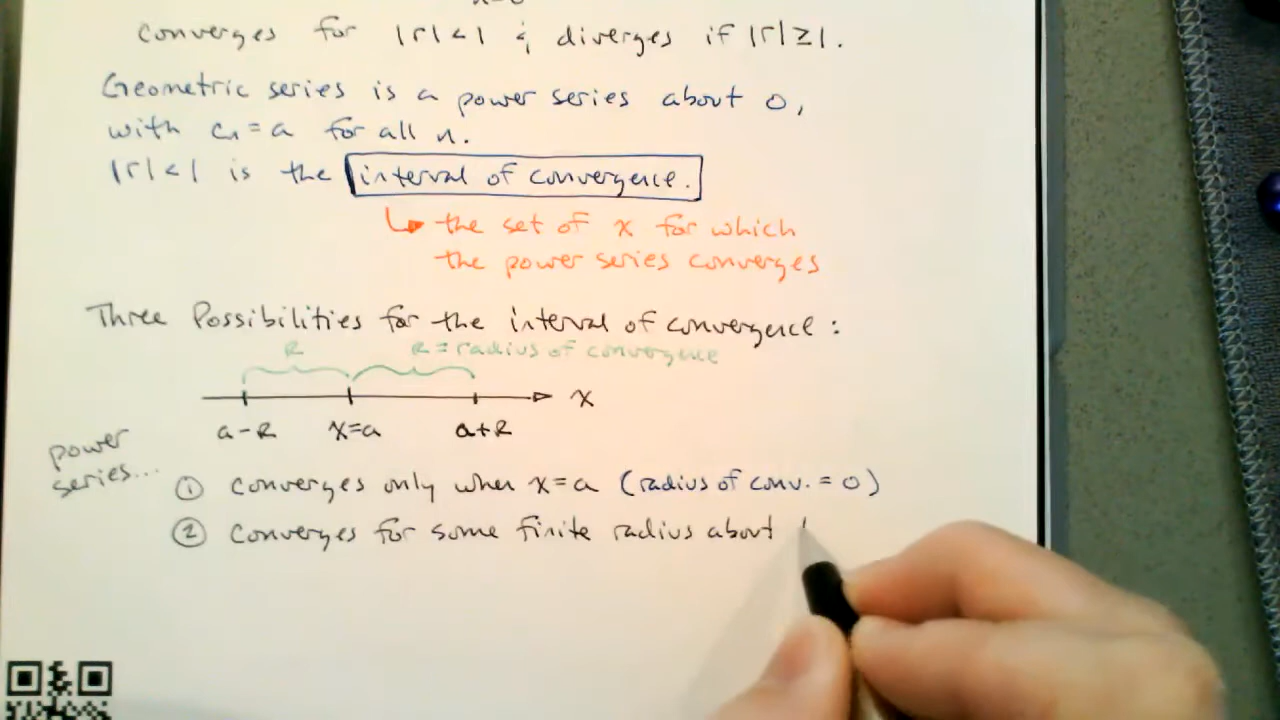 converges for |r|<1 & diverges if |r|≥1.
Geometric series is a power series about 0,
with cn=a for all n.
|r|<1 is the interval of convergence.
↳ the set of x for which
the power series converges
Three Possibilities for the interval of convergence:
R R = radius of convergence
x
a-R x=a a+R
power
series...
① converges only when x=a (radius of conv. = 0)
② converges for some finite radius about